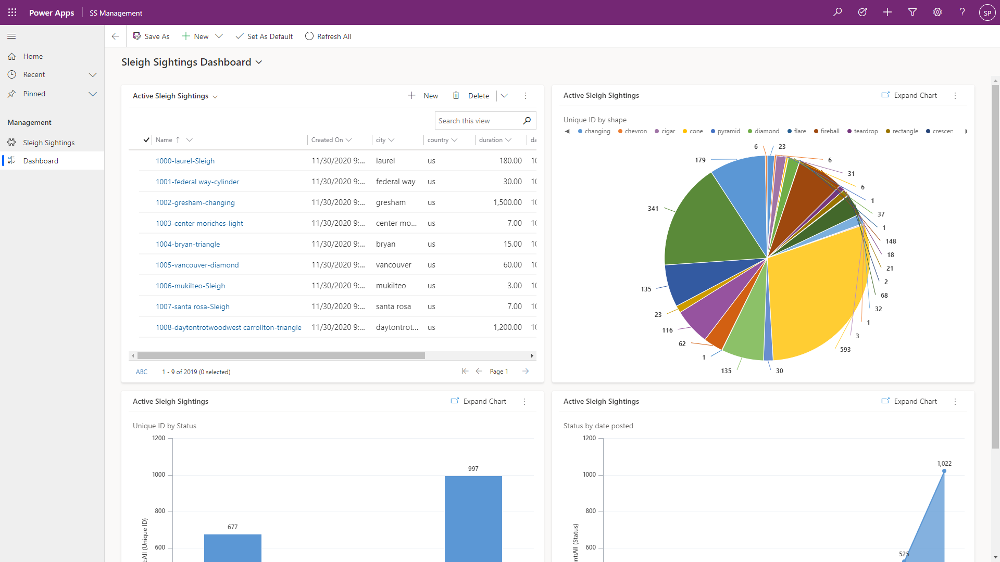 Power Apps
SS Management
SP
Save As
New
Set As Default
Refresh All
Home
Recent
Pinned
Management
Sleigh Sightings
Dashboard
Sleigh Sightings Dashboard
Active Sleigh Sightings
New
Delete
Search this view
Name Created On city country duration da
1000-laurel-Sleigh 11/30/2020 9:... laurel us 180.00 10
1001-federal way-cylinder 11/30/2020 9:... federal way us 30.00 10
1002-gresham-changing 11/30/2020 9:... gresham us 1,500.00 10
1003-center moriches-light 11/30/2020 9:... center mo... us 7.00 10
1004-bryan-triangle 11/30/2020 9:... bryan us 15.00 10
1005-vancouver-diamond 11/30/2020 9:... vancouver us 60.00 10
1006-mukilteo-Sleigh 11/30/2020 9:... mukilteo us 3.00 10
1007-santa rosa-Sleigh 11/30/2020 9:... santa rosa us 7.00 10
1008-daytontrotwoodwest carrollton-triangle 11/30/2020 9:... daytontrot... us 1,200.00 10
ABC 1 - 9 of 2019 (0 selected) Page 1
Active Sleigh Sightings
Expand Chart
Unique ID by shape
changing chevron cigar cone pyramid diamond flare fireball teardrop rectangle crescen
6
23
179
6
31
6
1
341
37
1
148
18
21
2
135
68
32
23
1
116
3
62
593
1
135
30
Active Sleigh Sightings
Expand Chart
Unique ID by Status
1200
1000
800
600
997
677
nt:All (Unique ID)
Active Sleigh Sightings
Expand Chart
Status by date posted
1200
1000
800
600
1,022
525
nt:All (Status)